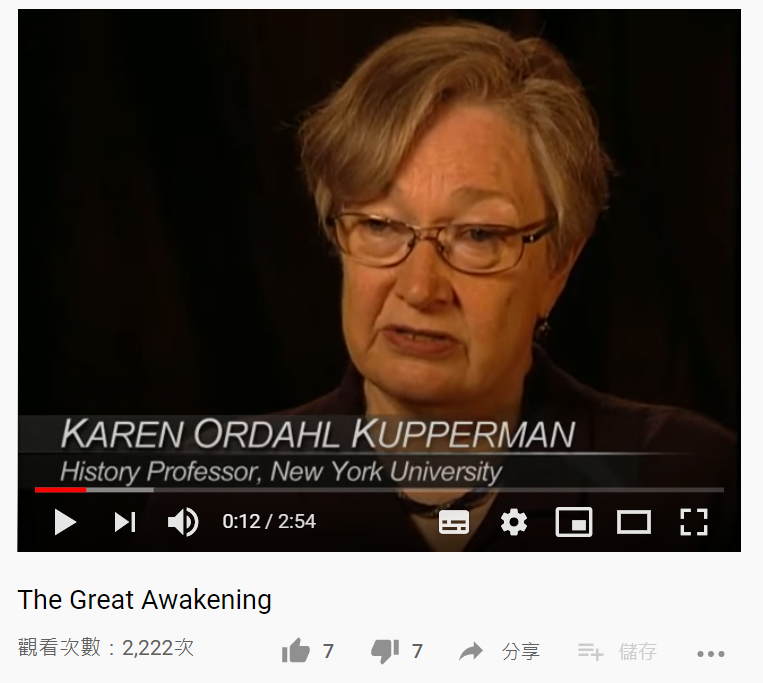 KAREN ORDAHL KUPPERMAN
History Professor, New York University
0:12 / 2:54
The Great Awakening
觀看次數：2,222次 7 7 分享 儲存